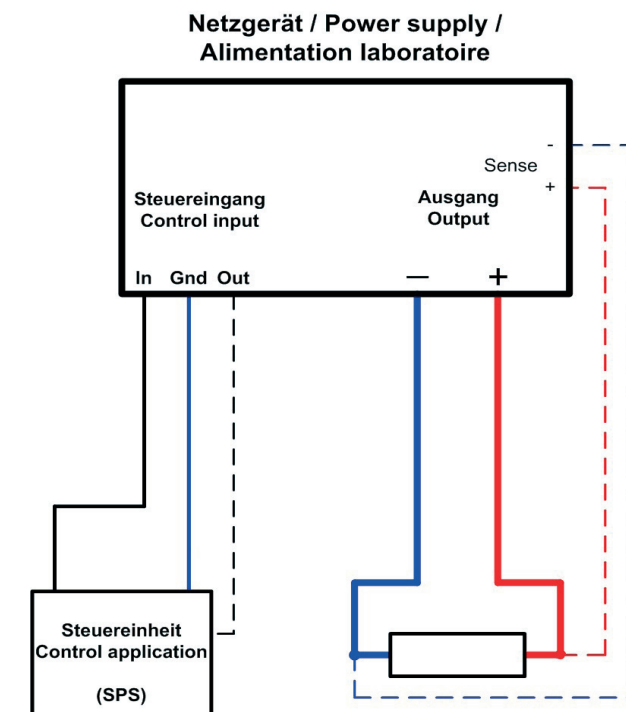 Netzgerät / Power supply /
Alimentation laboratoire
-
Sense
+
Steuereingang
Control input
Ausgang
Output
In Gnd Out
— +
Steuereinheit
Control application
(SPS)